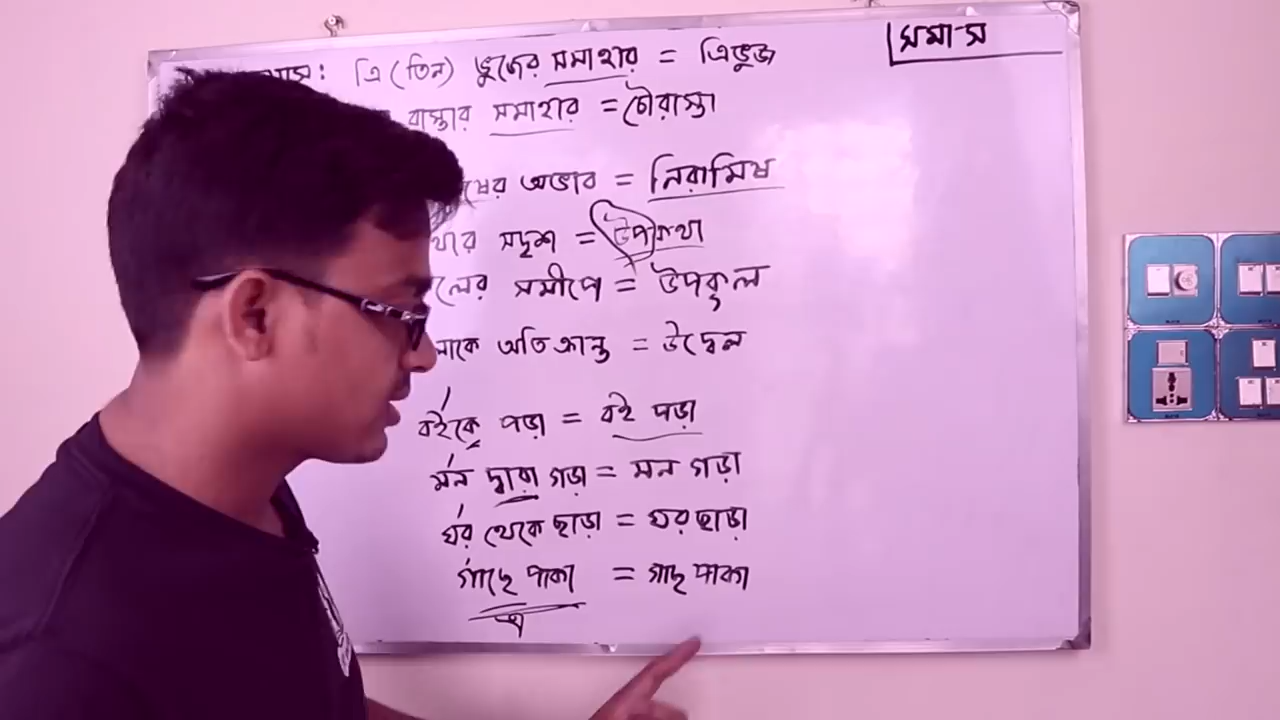 সমাস
ত্রি (তিন) ভুজের সমাহার = ত্রিভুজ
রাস্তার সমাহার = চৌরাস্তা
অভাব = নিরামিষ
সদৃশ = উপকথা
সমীপে = উপকূল
অতিক্রান্ত = উদ্বেল
বইকে পড়া = বই পড়া
মন দ্বারা গড়া = মন গড়া
ঘর থেকে ছাড়া = ঘর ছাড়া
গাছে পাকা = গাছ পাকা
এ